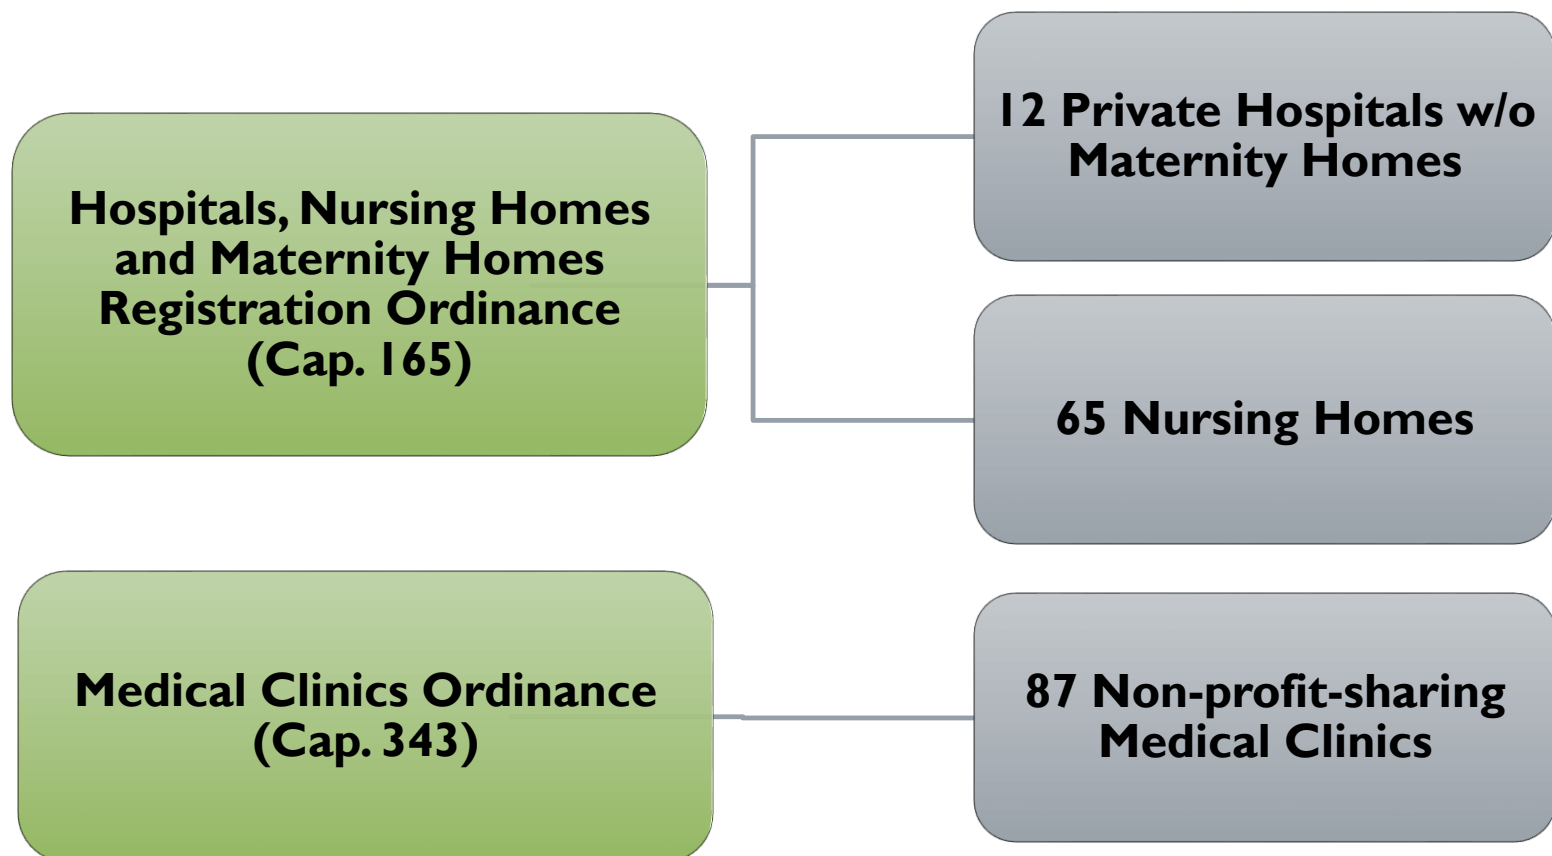 Hospitals, Nursing Homes
and Maternity Homes
Registration Ordinance
(Cap. 165)
12 Private Hospitals w/o
Maternity Homes
65 Nursing Homes
Medical Clinics Ordinance
(Cap. 343)
87 Non-profit-sharing
Medical Clinics